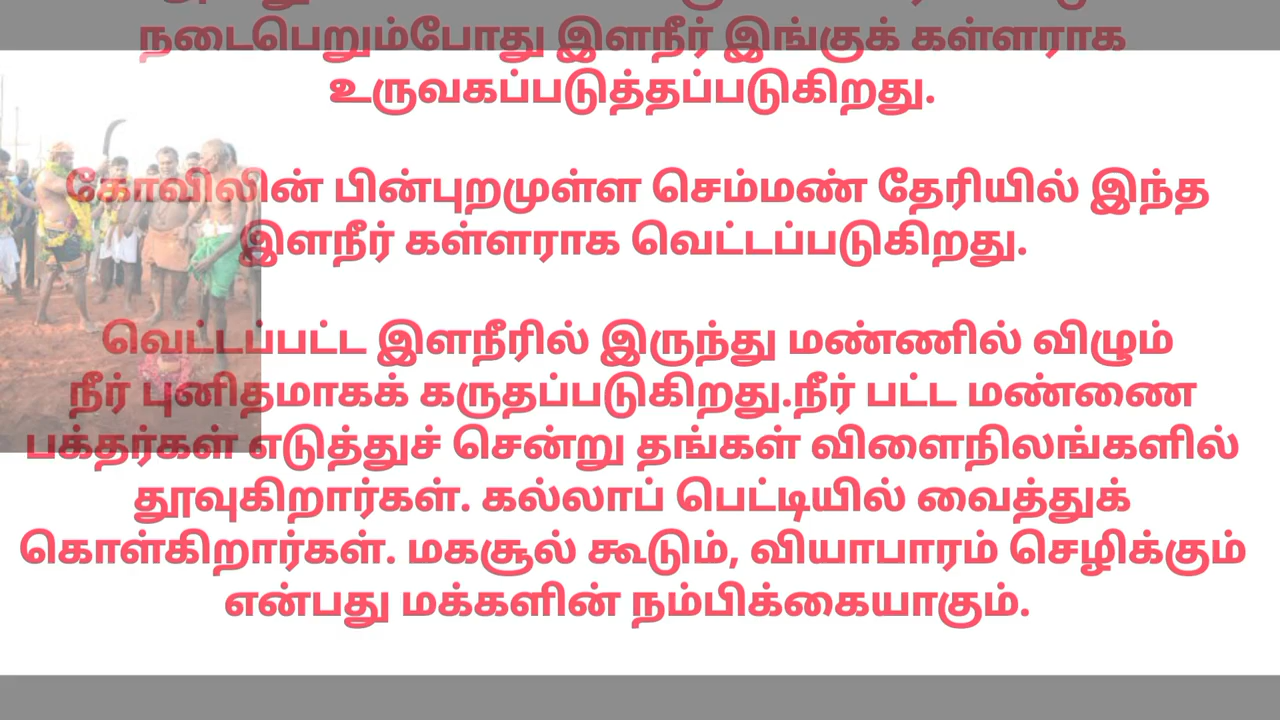 நடைபெறும்போது இளநீர் இங்குக் கள்ளராக
உருவகப்படுத்தப்படுகிறது.
கோவிலின் பின்புறமுள்ள செம்மண் தேரியில் இந்த
இளநீர் கள்ளராக வெட்டப்படுகிறது.
வெட்டப்பட்ட இளநீரில் இருந்து மண்ணில் விழும்
நீர் புனிதமாகக் கருதப்படுகிறது.நீர் பட்ட மண்ணை
பக்தர்கள் எடுத்துச் சென்று தங்கள் விளைநிலங்களில்
தூவுகிறார்கள். கல்லாப் பெட்டியில் வைத்துக்
கொள்கிறார்கள். மகசூல் கூடும், வியாபாரம் செழிக்கும்
என்பது மக்களின் நம்பிக்கையாகும்.